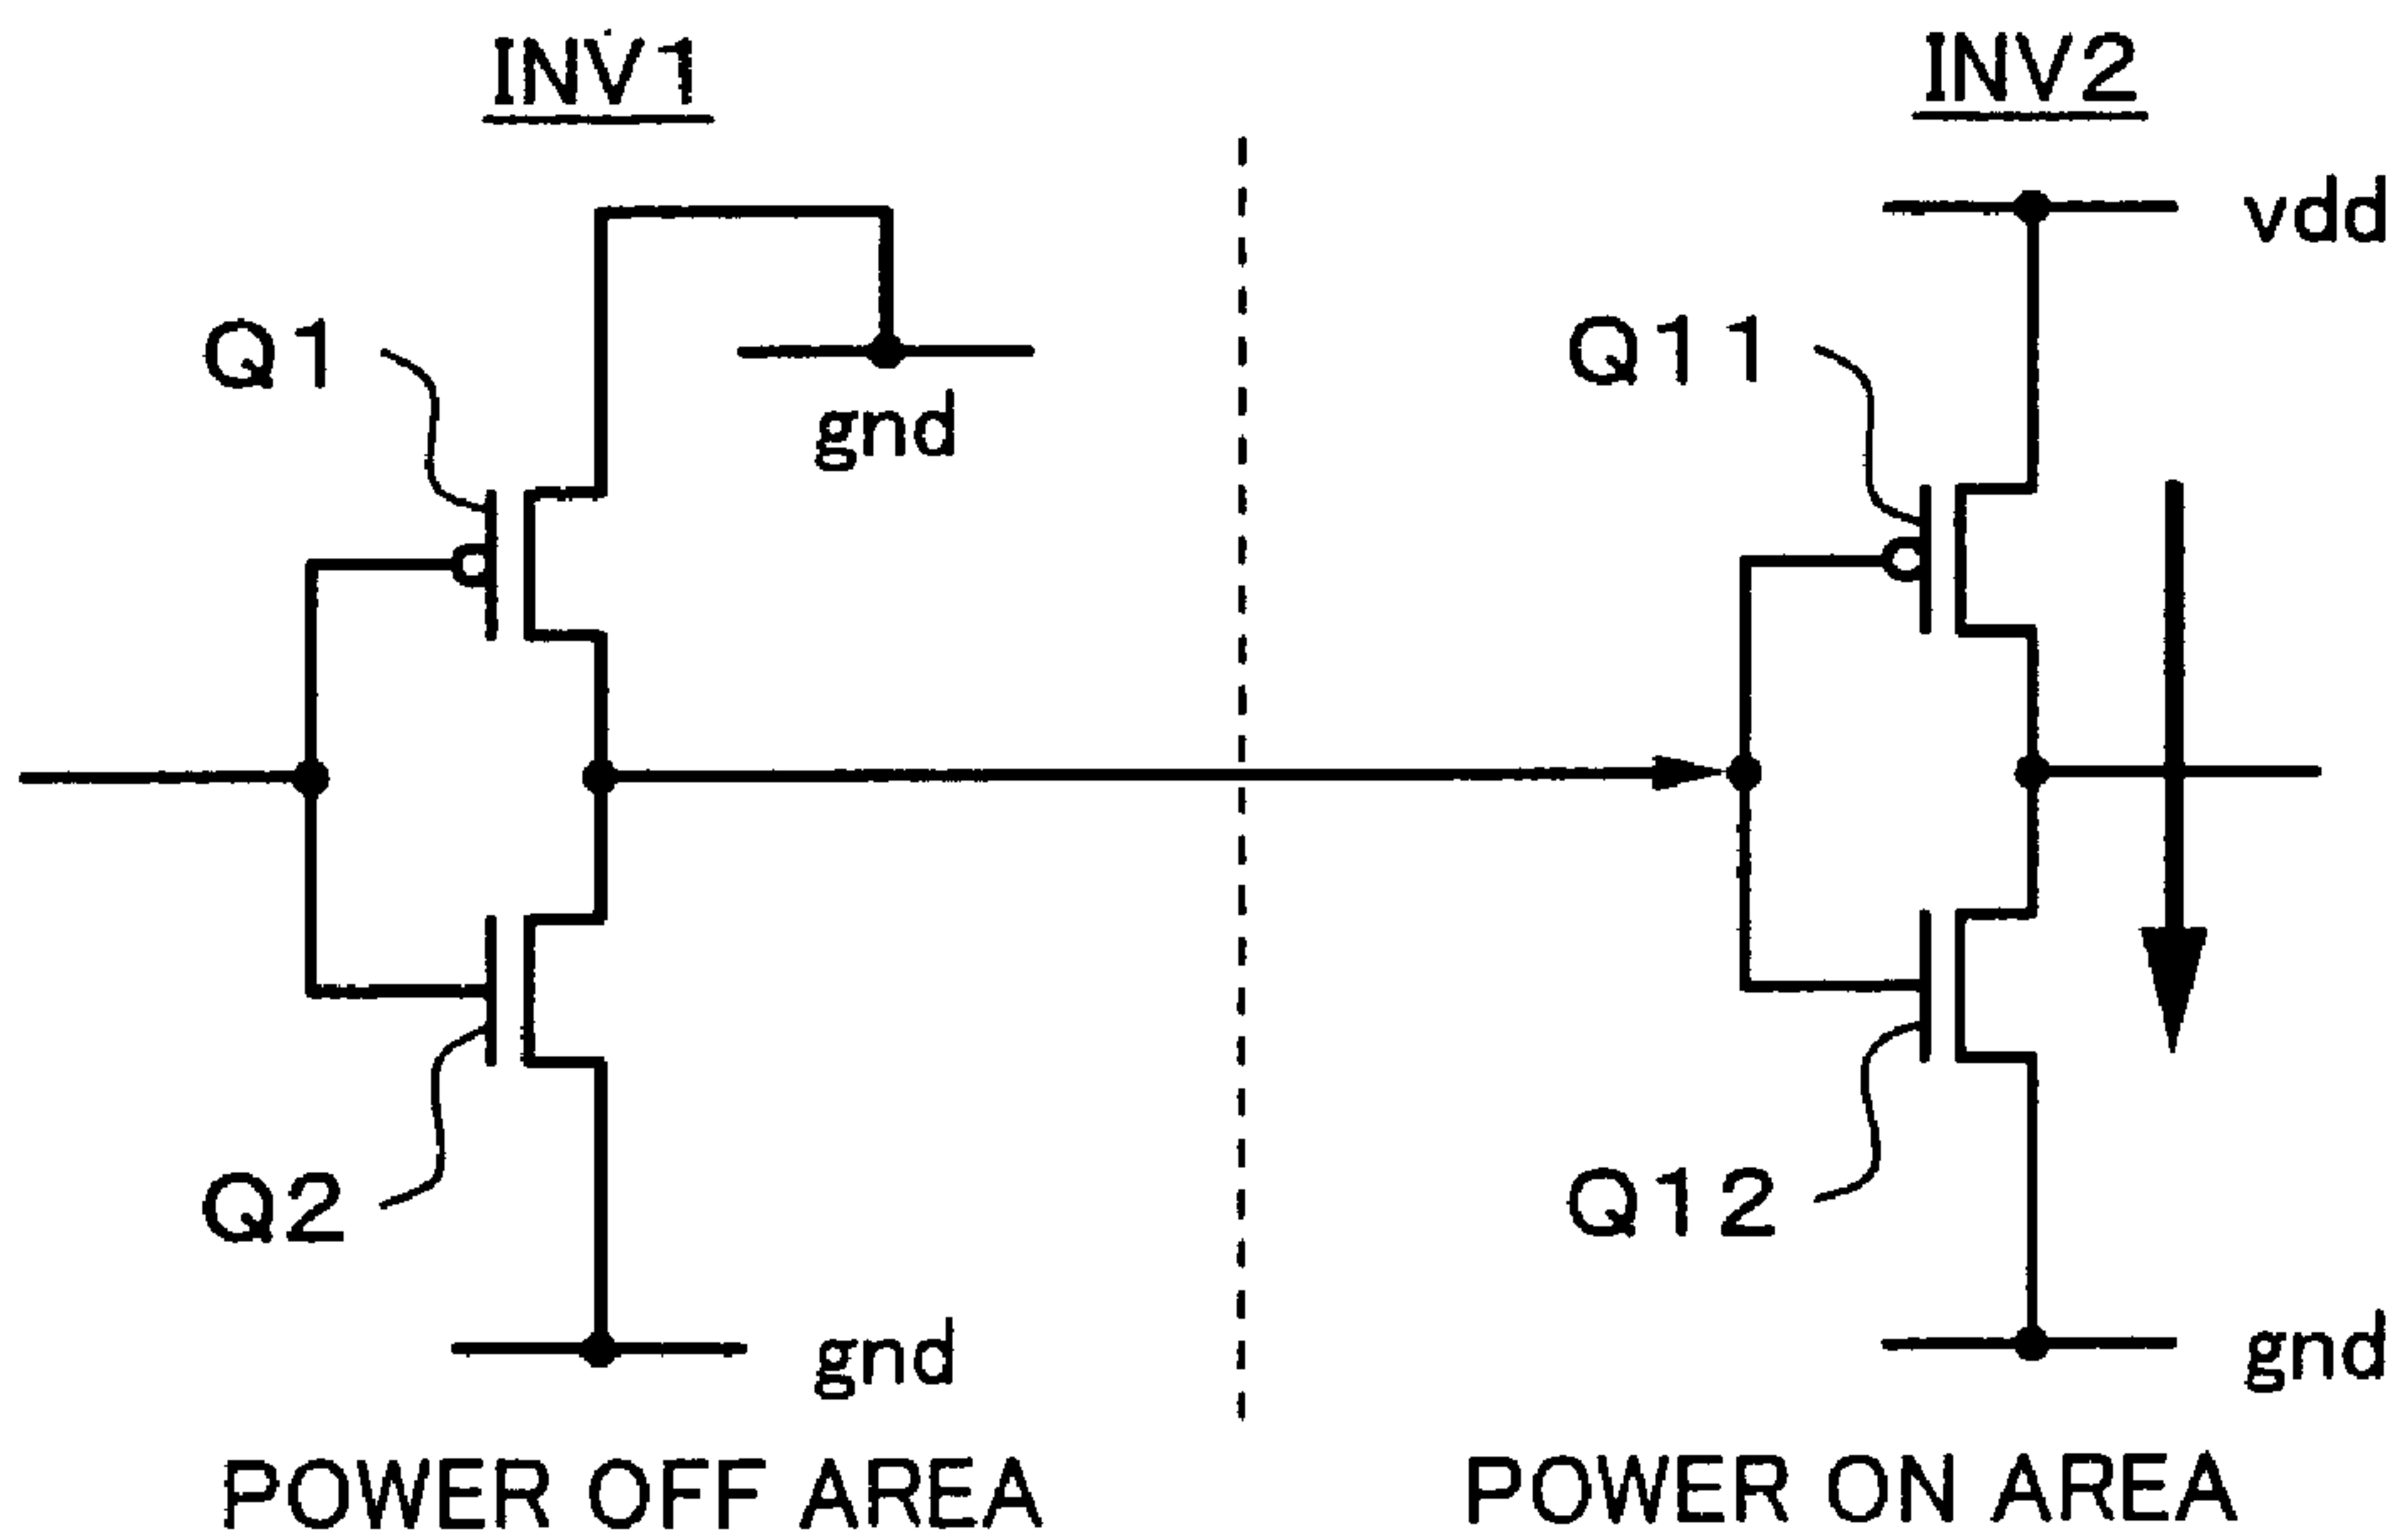 INV1
INV2
vdd
Q1
Q11
gnd
Q2
Q12
gnd
gnd
POWER OFF AREA
POWER ON AREA